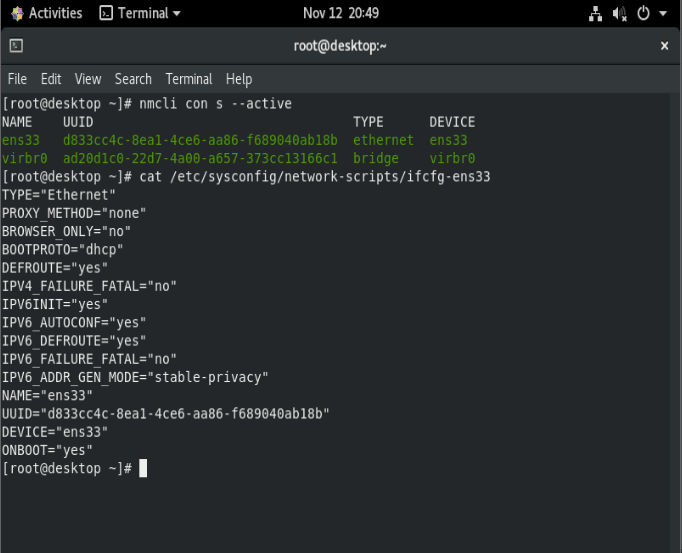 Activities Terminal Nov 12 20:49
root@desktop:~ ×
File Edit View Search Terminal Help
[root@desktop ~]# nmcli con s --active
NAME UUID TYPE DEVICE
ens33 d833cc4c-8ea1-4ce6-aa86-f689040ab18b ethernet ens33
virbr0 ad20d1c0-22d7-4a00-a657-373cc13166c1 bridge virbr0
[root@desktop ~]# cat /etc/sysconfig/network-scripts/ifcfg-ens33
TYPE="Ethernet"
PROXY_METHOD="none"
BROWSER_ONLY="no"
BOOTPROTO="dhcp"
DEFROUTE="yes"
IPV4_FAILURE_FATAL="no"
IPV6INIT="yes"
IPV6_AUTOCONF="yes"
IPV6_DEFROUTE="yes"
IPV6_FAILURE_FATAL="no"
IPV6_ADDR_GEN_MODE="stable-privacy"
NAME="ens33"
UUID="d833cc4c-8ea1-4ce6-aa86-f689040ab18b"
DEVICE="ens33"
ONBOOT="yes"
[root@desktop ~]#